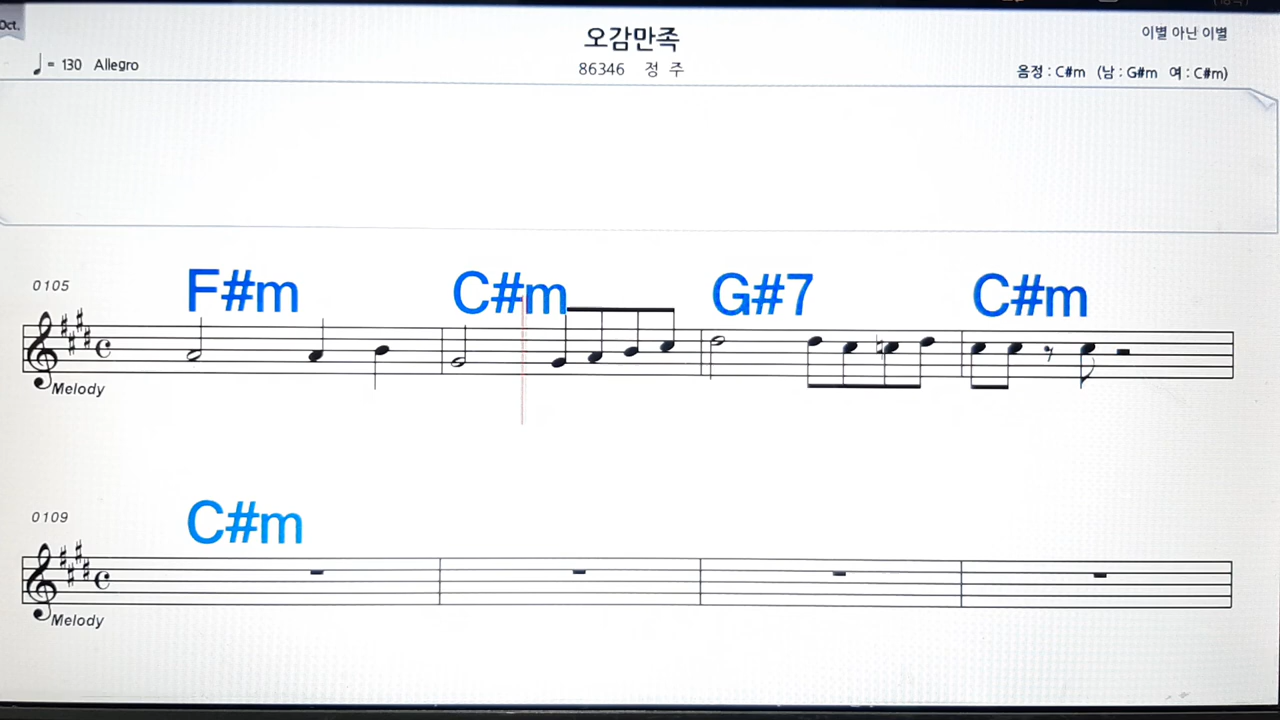 Oct.
오감만족
이별 아닌 이별
= 130 Allegro
86346 정 주
음정 : C#m (남 : G#m 여 : C#m)
0105
F#m C#m G#7 C#m
Melody
0109
C#m
Melody